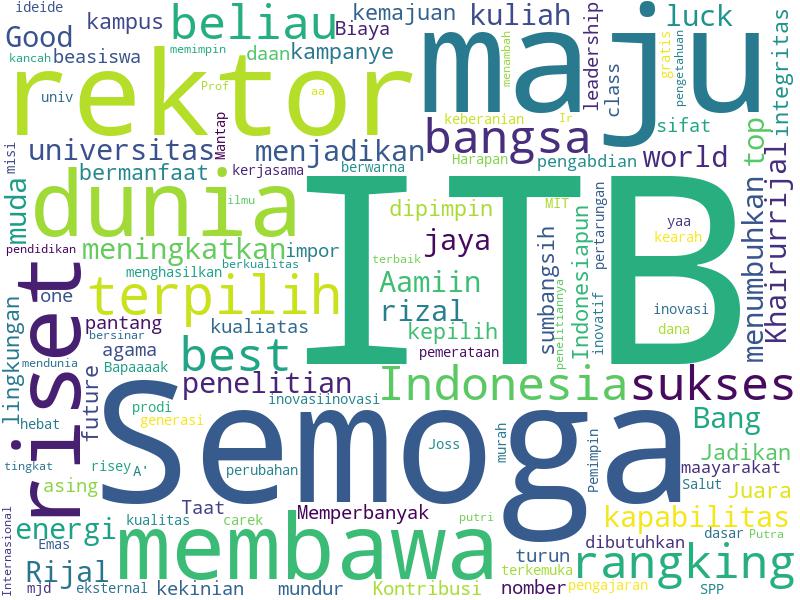 ideide
kampus
beliau
kemajuan
kuliah
luck
Good
Biaya
kancah
beasiswa
memimpin
daan
kampanye
maju
leadership
menambah
class
gratis
pengetahuan
integritas
univ
rektor
Prof
aa
keberanian
Ir
sifat
Mantap
bangsa
misi
universitas
menjadikan
Harapan
pengabdian
world
top
kerjasama
bermanfaat
berwarna
muda
dunia
ilmu
ITB
dipimpin
MIT
pertarungan
yaa
kearah
menumbuhkan
Khairurrijal
pendidikan
meningkatkan
impor
jaya
menghasilkan
berkualitas
terbaik
Aamiin
sumbangsih
Indonesiapun
one
terpilih
rizal
penelitiannya
inovatif
inovasi
lingkungan
riset
pantang
kualiatas
kepilih
dana
bersinar
agama
best
pemerataan
mendunia
Bapaaaak
future
penelitian
Indonesia
sukses
hebat
prodi
inovasiinovasi
generasi
Semoga
Bang
Joss
murah
Pemimpin
Jadikan
tingkat
risey
A'
perubahan
maayarakat
asing
Salut
Juara
Internasional
Taat
Memperbanyak
kapabilitas
energi
kualitas
carek
putri
dasar
Putra
Emas
membawa
dibutuhkan
Rijal
turun
rangking
terkemuka
mjd
eksternal
kekinian
mundur
Kontribusi
nomber
pengajaran
SPP